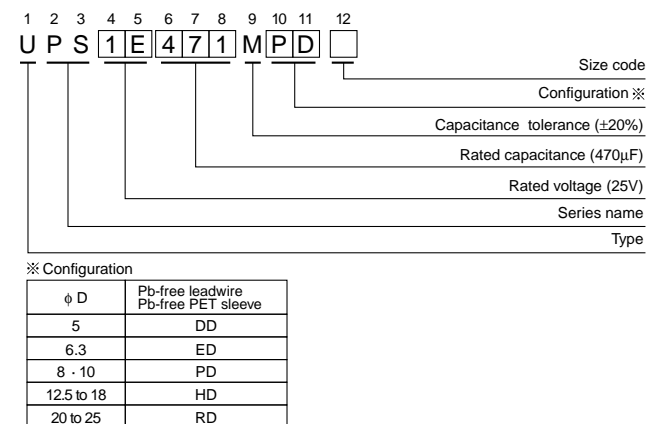 1 2 3 4 5 6 7 8 9 10 11 12
U P S 1 E 4 7 1 M P D
Size code
Configuration ※
Capacitance tolerance (±20%)
Rated capacitance (470µF)
Rated voltage (25V)
Series name
Type
※ Configuration
ϕ D Pb-free leadwire
Pb-free PET sleeve
5 DD
6.3 ED
8 · 10 PD
12.5 to 18 HD
20 to 25 RD